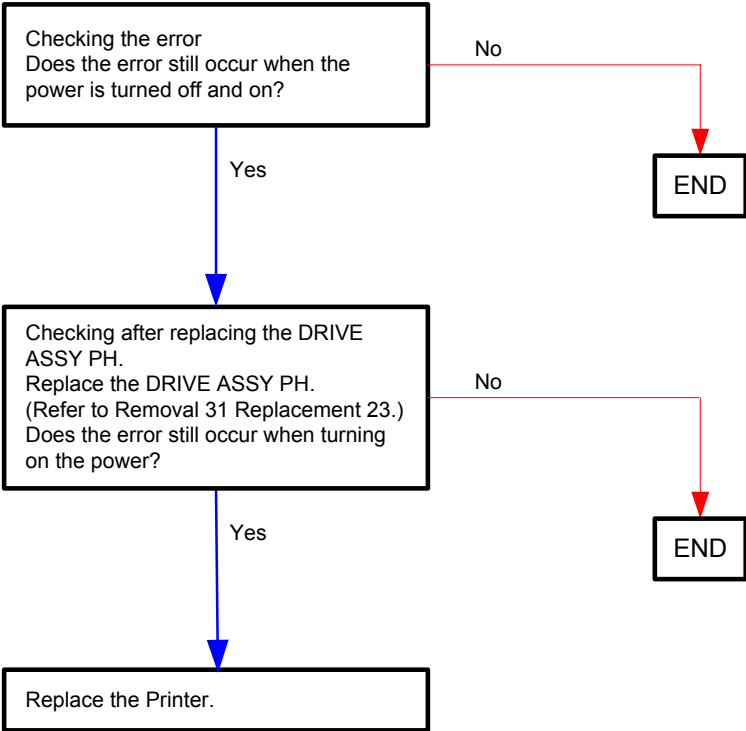 Checking the error
Does the error still occur when the
power is turned off and on?
No
Yes
END
Checking after replacing the DRIVE
ASSY PH.
Replace the DRIVE ASSY PH.
(Refer to Removal 31 Replacement 23.)
Does the error still occur when turning
on the power?
No
Yes
END
Replace the Printer.